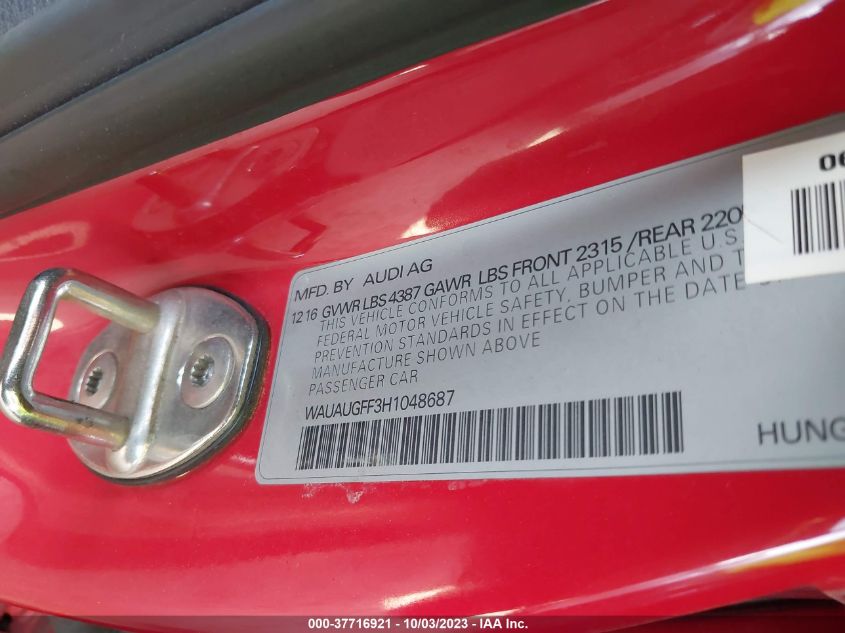 MFD. BY AUDI AG
12 16 GVWR LBS 4387 GAWR LBS FRONT 2315 /REAR 220
THIS VEHICLE CONFORMS TO ALL APPLICABLE U.S
FEDERAL MOTOR VEHICLE SAFETY, BUMPER AND T
PREVENTION STANDARDS IN EFFECT ON THE DATE
MANUFACTURE SHOWN ABOVE
PASSENGER CAR
WAUAUGFF3H1048687
HUNG
06
000-37716921 - 10/03/2023 - IAA Inc.